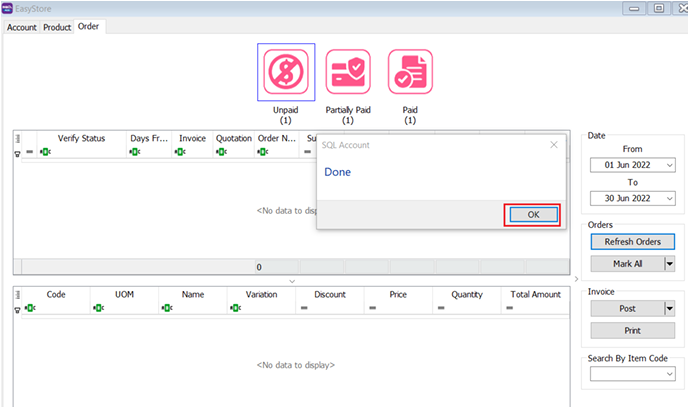 EasyStore
Account Product Order
Unpaid
(1)
Partially Paid
(1)
Paid
(1)
Verify Status Days Fr... Invoice Quotation Order N... Su
SQL Account
Done
OK
<No data to disp
0
Date
From
01 Jun 2022
To
30 Jun 2022
Orders
Refresh Orders
Mark All
Invoice
Post
Print
Search By Item Code
Code UOM Name Variation Discount Price Quantity Total Amount
<No data to display>